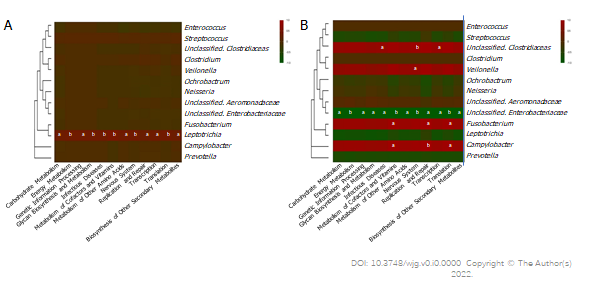 A
Enterococcus
Streptococcus
Unclassified. Clostridiaceas
Clostridium
Veilonella
Ochrobactrum
Neisseria
Unclassified. Aeromonadaceae
Unclassified. Enterobacteriaceae
Fusobacterium
Leptotrichia
Campylobacter
Prevotella
a b a b b b a b a a b a
Carbohydrate Metabolism
Energy Metabolism
Genetic Information Processing
Glycan Biosynthesis and Metabolism
Infectious Diseases
Metabolism of Cofactors and Vitamins
Metabolism of Other Amino Acids
Nervous System
Replication and Repair
Transcription
Translation
Biosynthesis of Other Secondary Metabolites
B
Enterococcus
Streptococcus
Unclassified. Clostridiaceas
Clostridium
Veilonella
Ochrobactrum
Neisseria
Unclassified. Aeromonadaceae
Unclassified. Enterobacteriaceae
Fusobacterium
Leptotrichia
Campylobacter
Prevotella
a b a
a
b a b a a a b a b a a b a
a a a
a b a
Carbohydrate Metabolism
Energy Metabolism
Genetic Information Processing
Glycan Biosynthesis and Metabolism
Infectious Diseases
Metabolism of Cofactors and Vitamins
Metabolism of Other Amino Acids
Nervous System
Replication and Repair
Transcription
Translation
Biosynthesis of Other Secondary Metabolites
DOI: 10.3748/wjg.v0.i0.0000 Copyright © The Author(s)
2022.